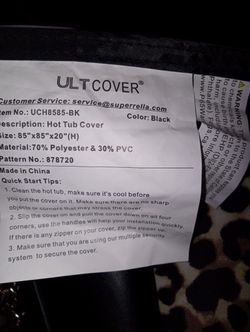 ULTCOVER®
Customer Service: service@superrella.com
Item No.: UCH8585-BK
Color: Black
Description: Hot Tub Cover
Size: 85"x85"x20"(H)
Material:70% Polyester & 30% PVC
Pattern No.: 878720
Made In China
Quick Start Tips:
1. Clean the hot tub, make sure it's cool before
you put the cover on it. Make sure there are no sharp
objects or corners that may stress the cover.
2. Slip the cover on and pull the cover down on all four
corners, use the handles will help your installation quickly.
If there is any zipper on your cover, zip the zipper up.
3. Make sure that you are using our multiple security
system to secure the cover.
WARNING